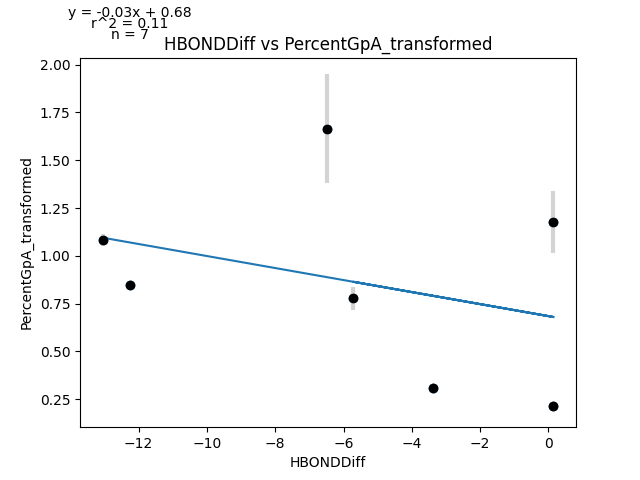 y = -0.03x + 0.68
r^2 = 0.11
n = 7
HBONDDiff vs PercentGpA_transformed
2.00
1.75
1.50
1.25
1.00
0.75
0.50
0.25
PercentGpA_transformed
−12
−10
−8
−6
−4
−2
0
HBONDDiff